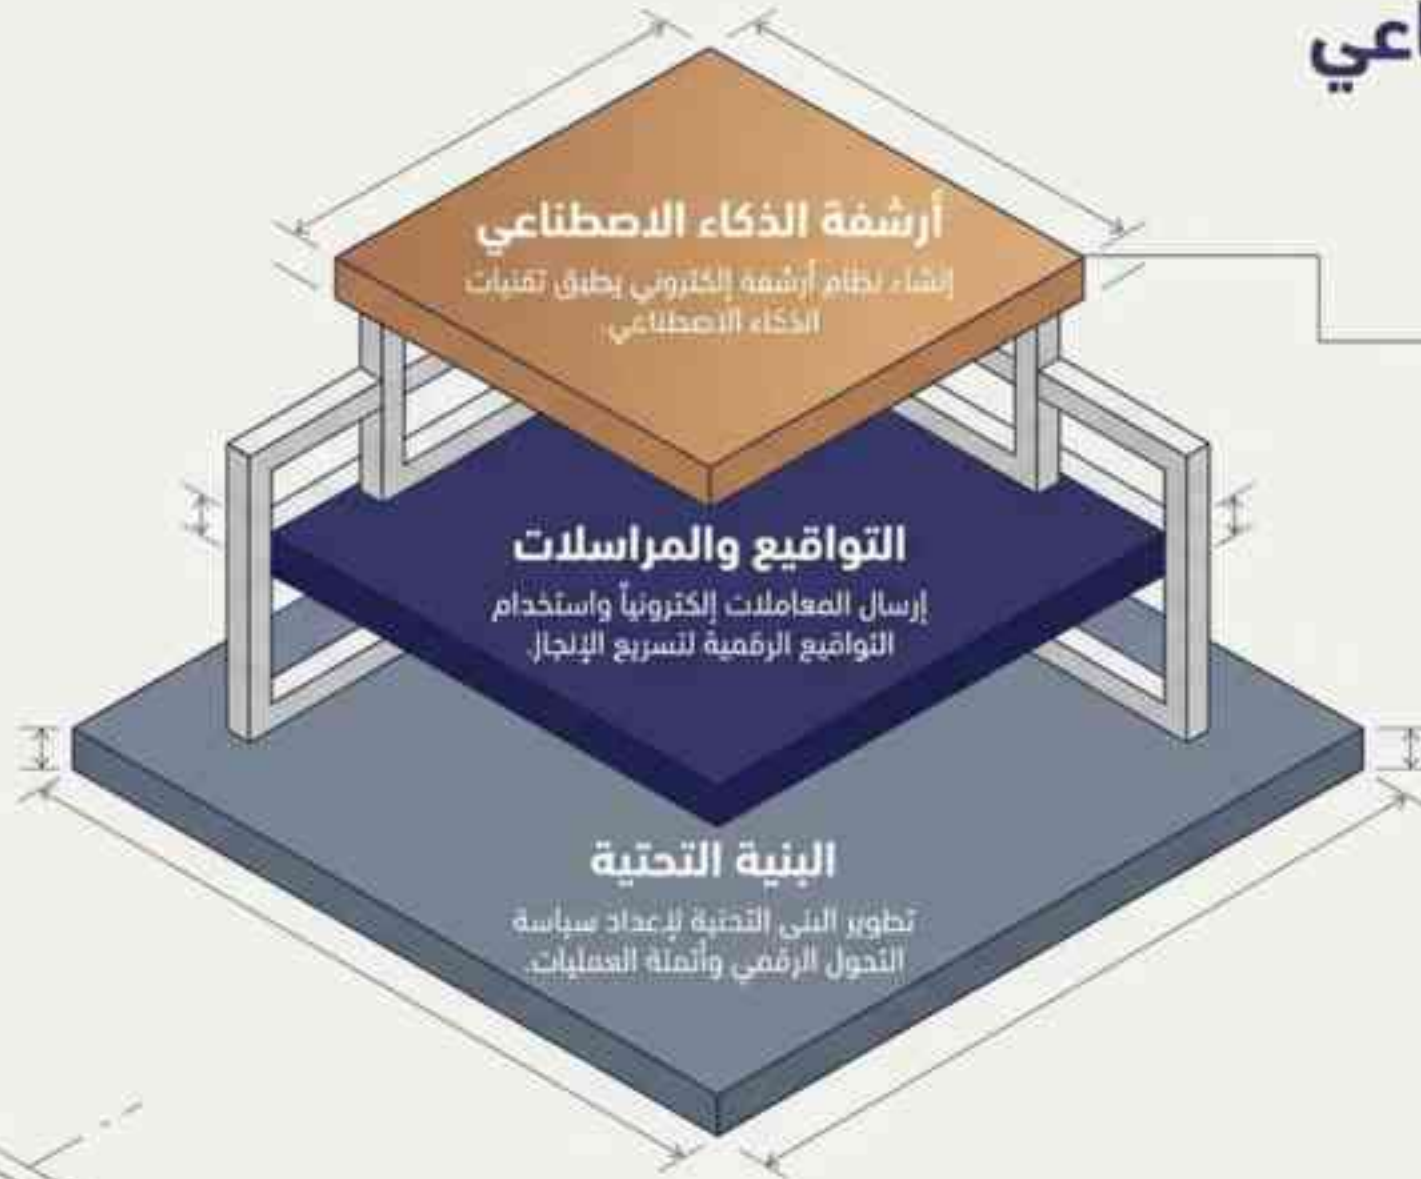 أرشفة الذكاء الاصطناعي
إنشاء نظام أرشفة إلكتروني يطبق تقنيات
الذكاء الاصطناعي.
التواقيع والمراسلات
إرسال المعاملات إلكترونياً واستخدام
التواقيع الرقمية لتسريع الإنجاز.
البنية التحتية
تطوير البنى التحتية لإعداد سياسة
التحول الرقمي وأتمتة العمليات.